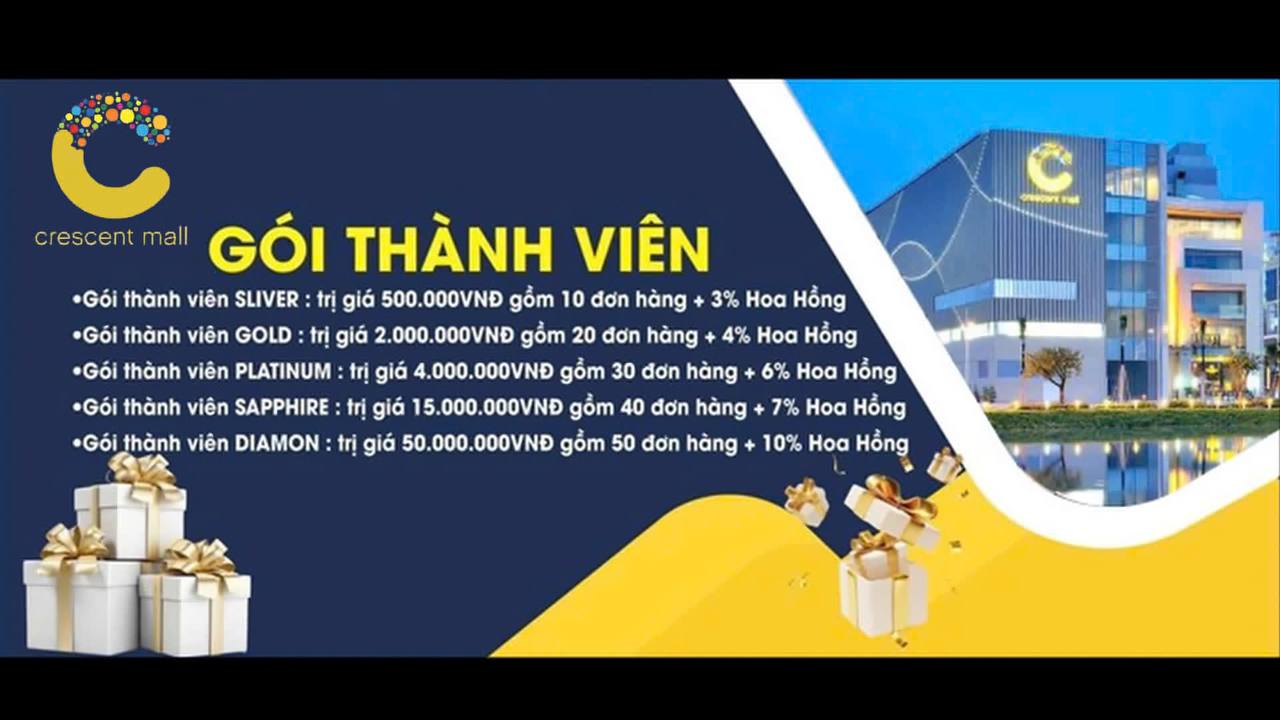 crescent mall
GÓI THÀNH VIÊN
•Gói thành viên SLIVER : trị giá 500.000VNĐ gồm 10 đơn hàng + 3% Hoa Hồng
•Gói thành viên GOLD : trị giá 2.000.000VNĐ gồm 20 đơn hàng + 4% Hoa Hồng
•Gói thành viên PLATINUM : trị giá 4.000.000VNĐ gồm 30 đơn hàng + 6% Hoa Hồng
•Gói thành viên SAPPHIRE : trị giá 15.000.000VNĐ gồm 40 đơn hàng + 7% Hoa Hồng
•Gói thành viên DIAMON : trị giá 50.000.000VNĐ gồm 50 đơn hàng + 10% Hoa Hồng
crescent mall